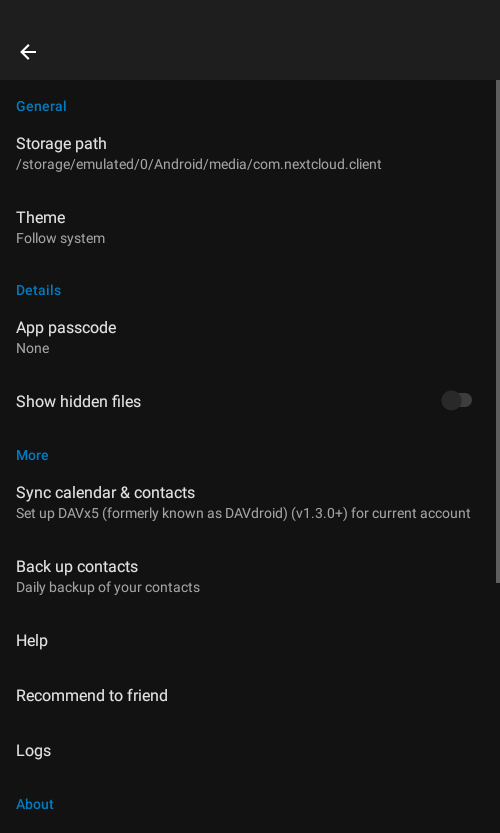 General
Storage path
/storage/emulated/0/Android/media/com.nextcloud.client
Theme
Follow system
Details
App passcode
None
Show hidden files
More
Sync calendar & contacts
Set up DAVx5 (formerly known as DAVdroid) (v1.3.0+) for current account
Back up contacts
Daily backup of your contacts
Help
Recommend to friend
Logs
About